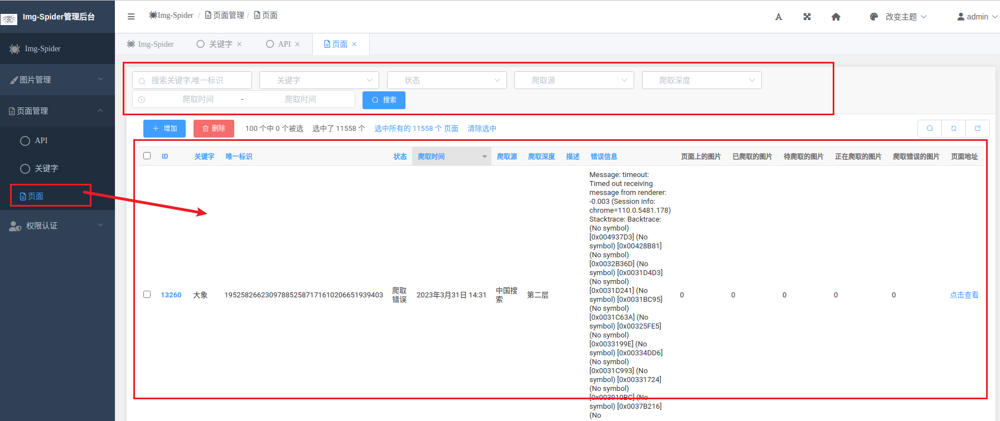 Img-Spider管理后台
Img-Spider / 页面管理 / 页面
改变主题
admin
Img-Spider
图片管理
页面管理
API
关键字
页面
权限认证
Img-Spider
关键字
API
页面
搜索关键字,唯一标识
关键字
状态
爬取源
爬取深度
爬取时间 - 爬取时间
搜索
增加
删除
100 个中 0 个被选
选中了 11558 个
选中所有的 11558 个 页面
清除选中
ID 关键字 唯一标识 状态 爬取时间 爬取源 爬取深度 描述 错误信息 页面上的图片 已爬取的图片 待爬取的图片 正在爬取的图片 爬取错误的图片 页面地址
13260
大象
195258266230978852587171610206651939403
爬取
错误
2023年3月31日 14:31
中国搜
索
第二层
Message: timeout:
Timed out receiving
message from renderer:
-0.003 (Session info:
chrome=110.0.5481.178)
Stacktrace: Backtrace:
(No symbol)
[0x004937D3] (No
symbol) [0x00428B81]
(No symbol)
[0x0032B36D] (No
symbol) [0x0031D4D3]
(No symbol)
[0x0031D241] (No
symbol) [0x0031BC95]
(No symbol)
[0x0031C63A] (No
symbol) [0x00325FE5]
(No symbol)
[0x0033199E] (No
symbol) [0x00334DD6]
(No symbol)
[0x0031C993] (No
symbol) [0x00331724]
(No symbol)
[0x003910BC] (No
symbol) [0x0037B216]
(No
0
0
0
0
0
点击查看